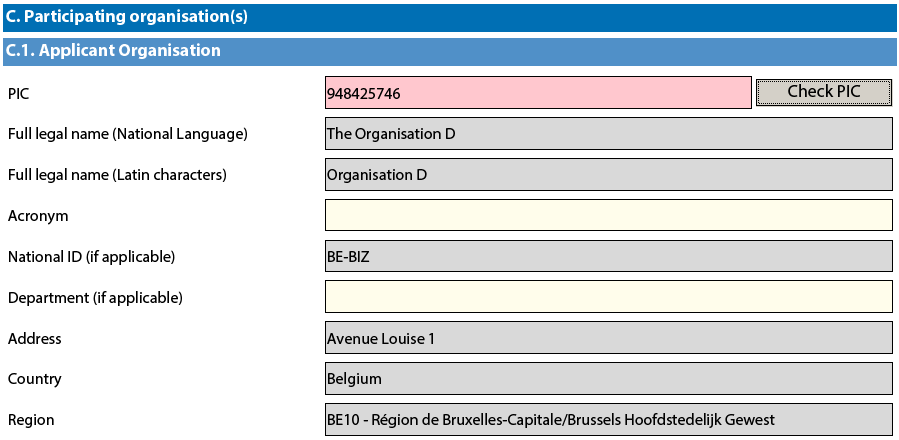 C. Participating organisation(s)
C.1. Applicant Organisation
PIC 948425746 Check PIC
Full legal name (National Language) The Organisation D
Full legal name (Latin characters) Organisation D
Acronym
National ID (if applicable) BE-BIZ
Department (if applicable)
Address Avenue Louise 1
Country Belgium
Region BE10 - Région de Bruxelles-Capitale/Brussels Hoofdstedelijk Gewest